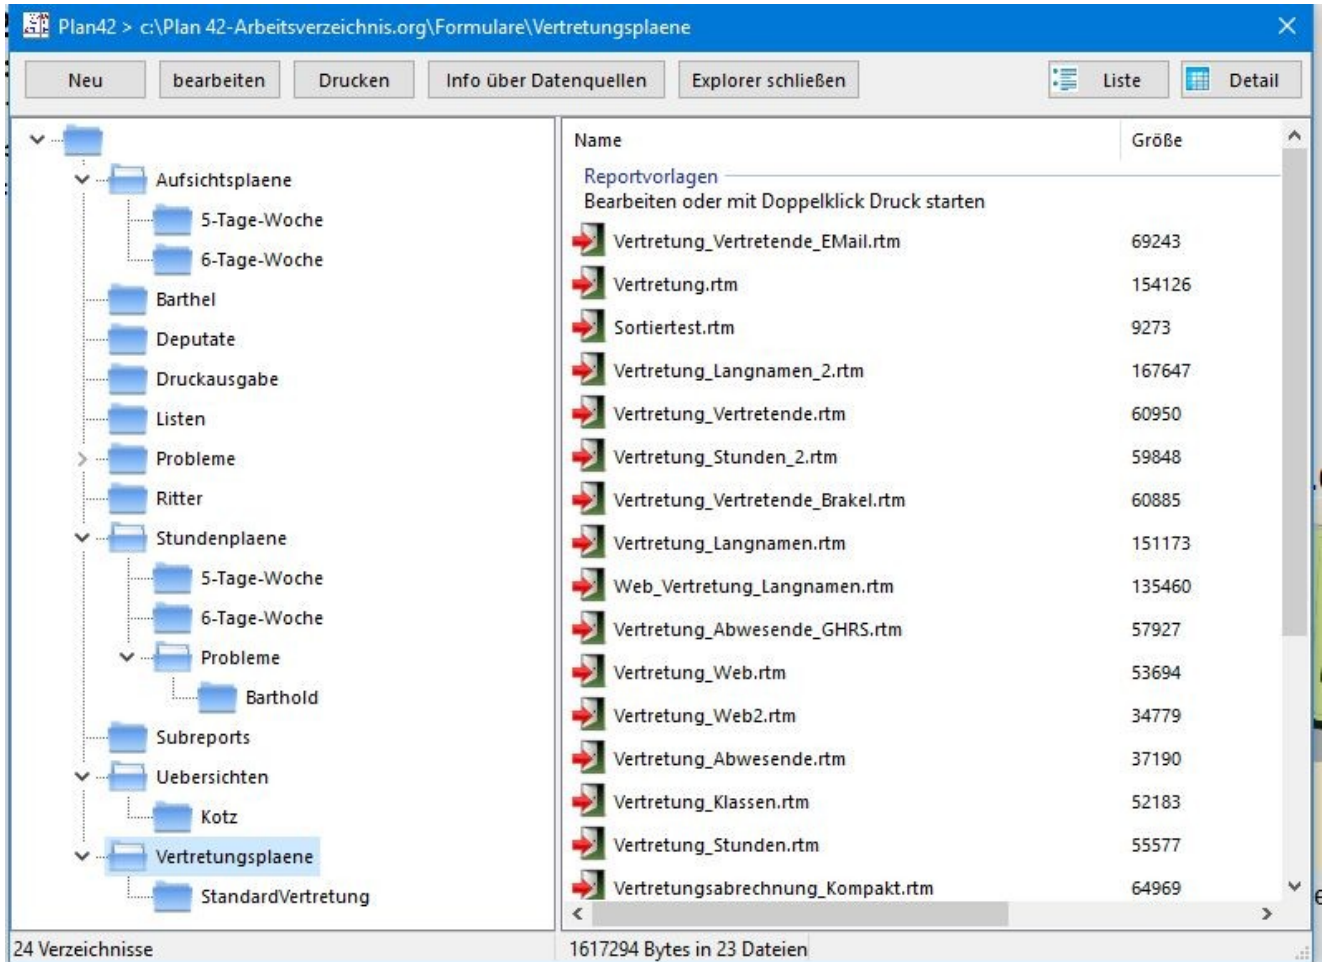 Plan42 > c:\Plan 42-Arbeitsverzeichnis.org\Formulare\Vertretungsplaene
Neu bearbeiten Drucken Info über Datenquellen Explorer schließen Liste Detail
Aufsichtsplaene
5-Tage-Woche
6-Tage-Woche
Barthel
Deputate
Druckausgabe
Listen
Probleme
Ritter
Stundenplaene
5-Tage-Woche
6-Tage-Woche
Probleme
Barthold
Subreports
Uebersichten
Kotz
Vertretungsplaene
StandardVertretung
Name Größe
Reportvorlagen
Bearbeiten oder mit Doppelklick Druck starten
Vertretung_Vertretende_EMail.rtm 69243
Vertretung.rtm 154126
Sortiertest.rtm 9273
Vertretung_Langnamen_2.rtm 167647
Vertretung_Vertretende.rtm 60950
Vertretung_Stunden_2.rtm 59848
Vertretung_Vertretende_Brakel.rtm 60885
Vertretung_Langnamen.rtm 151173
Web_Vertretung_Langnamen.rtm 135460
Vertretung_Abwesende_GHRS.rtm 57927
Vertretung_Web.rtm 53694
Vertretung_Web2.rtm 34779
Vertretung_Abwesende.rtm 37190
Vertretung_Klassen.rtm 52183
Vertretung_Stunden.rtm 55577
Vertretungsabrechnung_Kompakt.rtm 64969
24 Verzeichnisse 1617294 Bytes in 23 Dateien